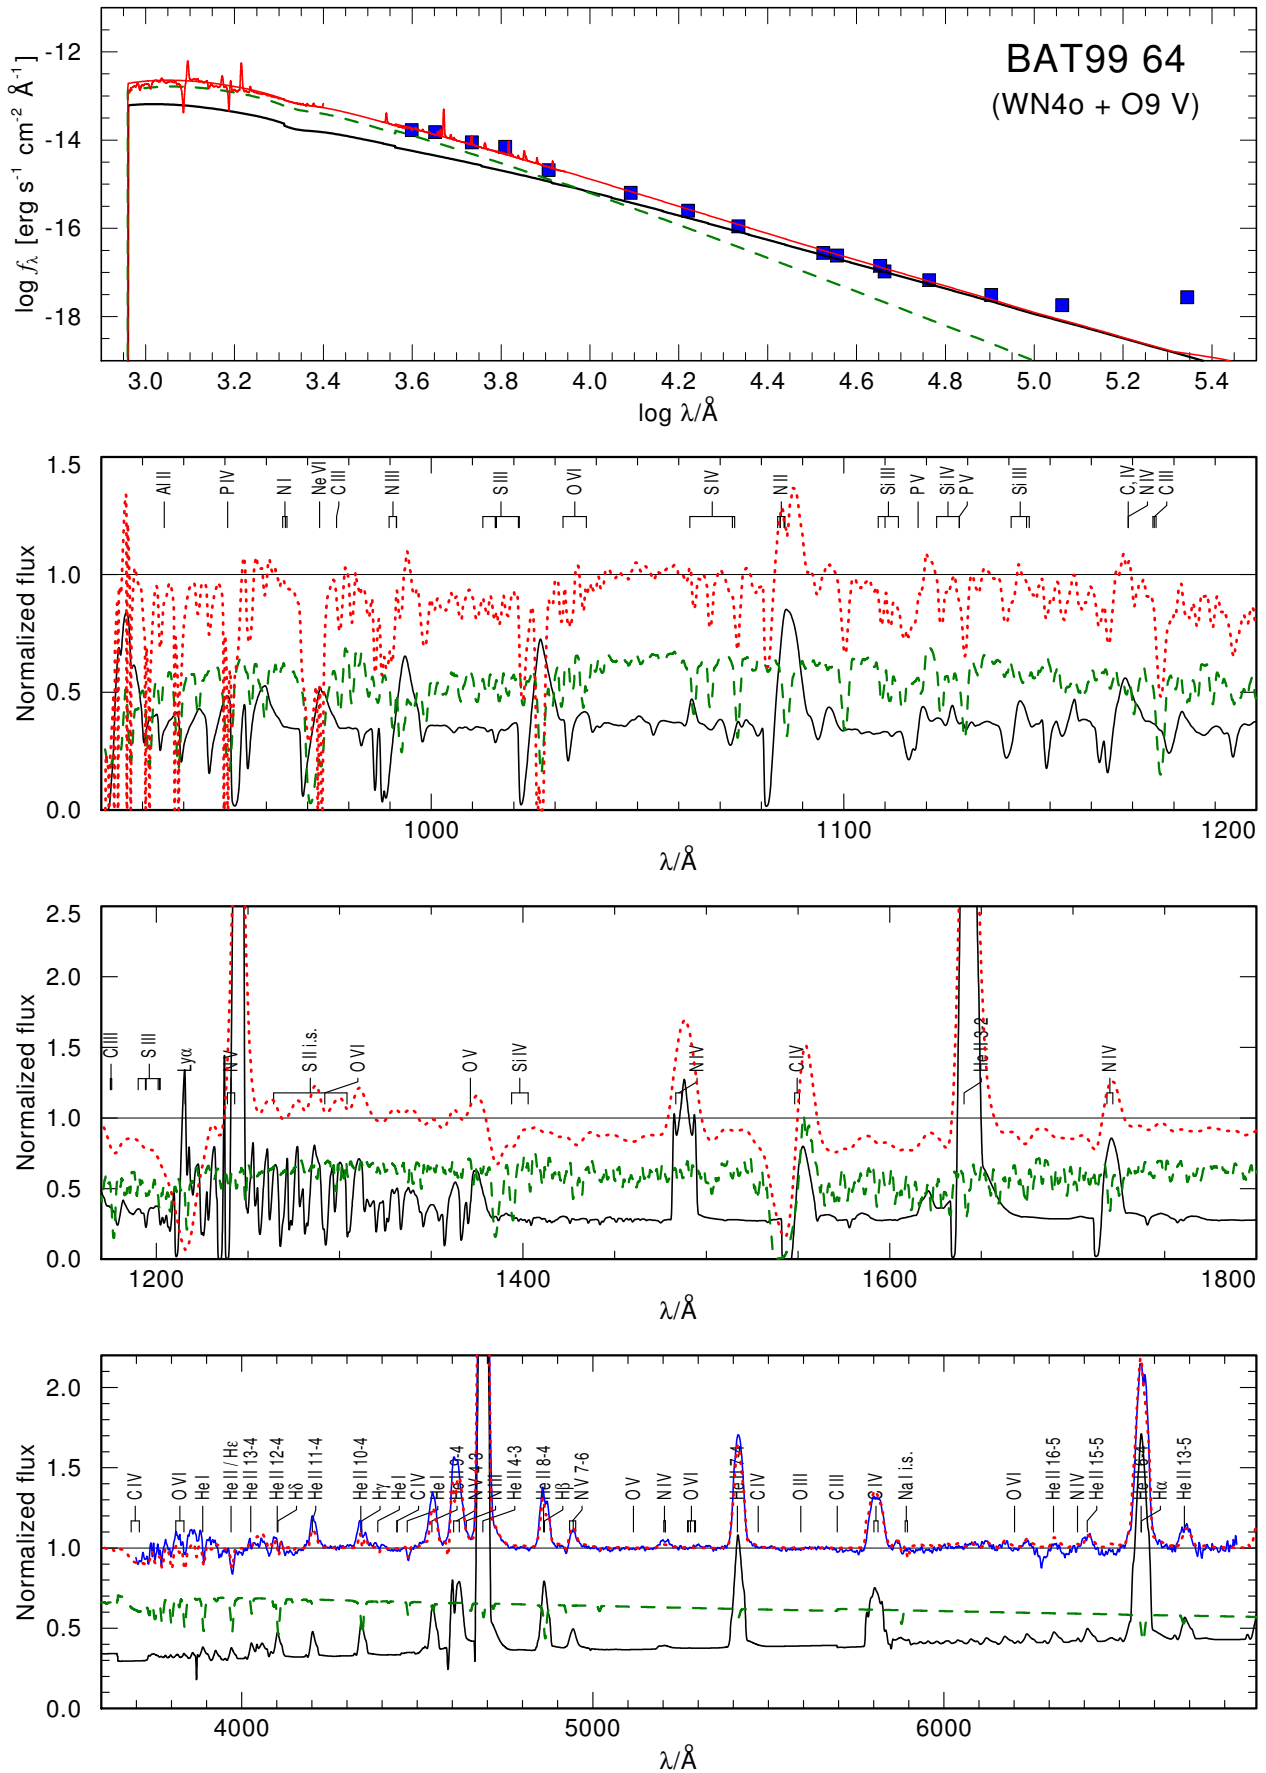 BAT99 64
(WN4o + O9 V)
log fλ [erg s⁻¹ cm⁻² Å⁻¹]
-12
-14
-16
-18
3.0 3.2 3.4 3.6 3.8 4.0 4.2 4.4 4.6 4.8 5.0 5.2 5.4
log λ/Å
Normalized flux
1.5
1.0
0.5
0.0
Al II P IV N I Ne VI C III N III S III O VI S IV N II Si III P V Si IV P V Si III C, IV N IV C III
1000 1100 1200
λ/Å
Normalized flux
2.5
2.0
1.5
1.0
0.5
0.0
C III S III Lyα N V S II i.s. O VI O V Si IV N IV C IV He II 3-2 N IV
1200 1400 1600 1800
λ/Å
Normalized flux
2.0
1.5
1.0
0.5
0.0
C IV O VI He I He II / Hε He II 13-4 He II 12-4 Hδ He II 11-4 He II 10-4 Hγ He I C IV He I He II 9-4 N V 4-3 N III He II 4-3 He II 8-4 Hβ N V 7-6 O V N IV O VI He II 7-4 C IV O III C III C IV Na i.s. O VI He II 16-5 N IV He II 15-5 He II 6-4 Hα He II 13-5
4000 5000 6000
λ/Å